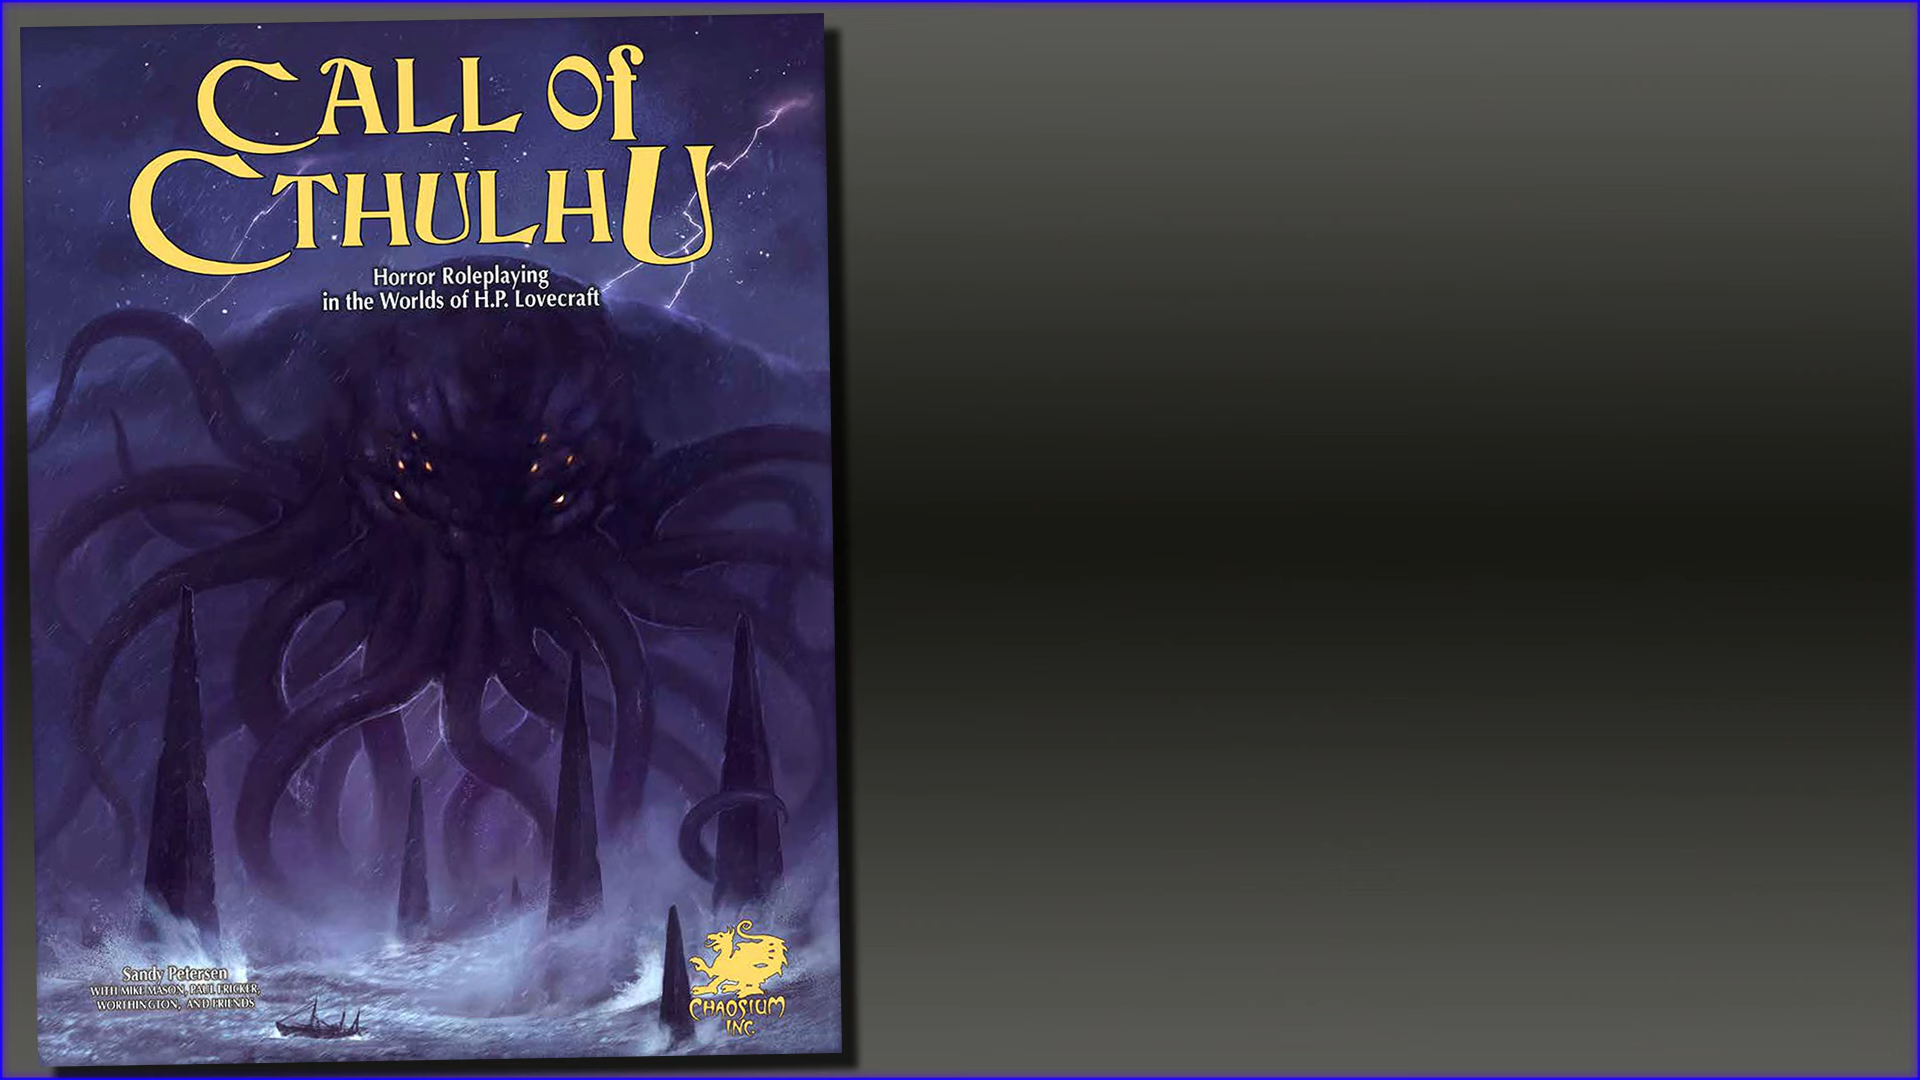 CALL Of
CTHULHU
Horror Roleplaying
in the Worlds of H.P. Lovecraft
Sandy Petersen
WITH MIKE MASON, PAUL FRICKER,
WORTHINGTON, AND FRIENDS
CHAOSIUM
INC.